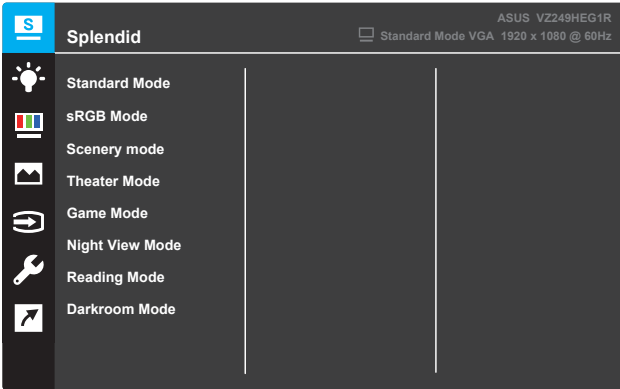 S
ASUS VZ249HEG1R
Splendid
Standard Mode VGA 1920 x 1080 @ 60Hz
Standard Mode
sRGB Mode
Scenery mode
Theater Mode
Game Mode
Night View Mode
Reading Mode
Darkroom Mode